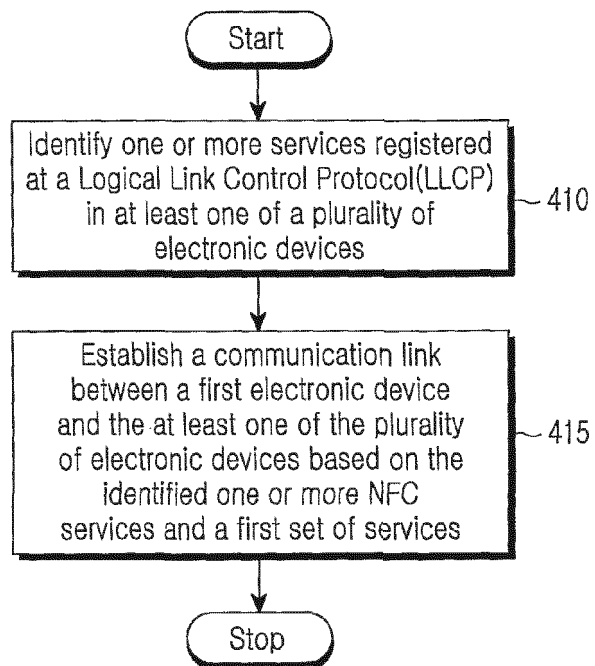 Start
Identify one or more services registered
at a Logical Link Control Protocol(LLCP)
in at least one of a plurality of
electronic devices
410
Establish a communication link
between a first electronic device
and the at least one of the plurality
of electronic devices based on the
identified one or more NFC
services and a first set of services
415
Stop